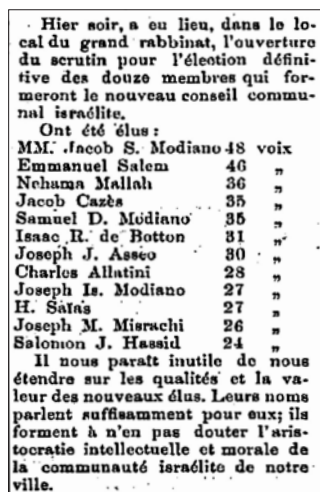 Hier soir, a eu lieu, dans le lo-
cal du grand rabbinat, l'ouverture
du scrutin pour l'élection défini-
tive des douze membres qui for-
meront le nouveau conseil commu-
nal israélite.
Ont été élus :
MM. Jacob S. Modiano 48 voix
Emmanuel Salem 46 „
Nehama Mallah 36 „
Jacob Cazès 35 „
Samuel D. Modiano 35 „
Isaac R. de Botton 31 „
Joseph J. Asséo 30 „
Charles Allatini 28 „
Joseph Is. Modiano 27 „
H. Safas 27 „
Joseph M. Misrachi 26 „
Salomon J. Hassid 24 „
Il nous paraît inutile de nous
étendre sur les qualités et la va-
leur des nouveaux élus. Leurs noms
parlent suffisamment pour eux; ils
forment à n'en pas douter l'aris-
tocratie intellectuelle et morale de
la communauté israélite de notre
ville.